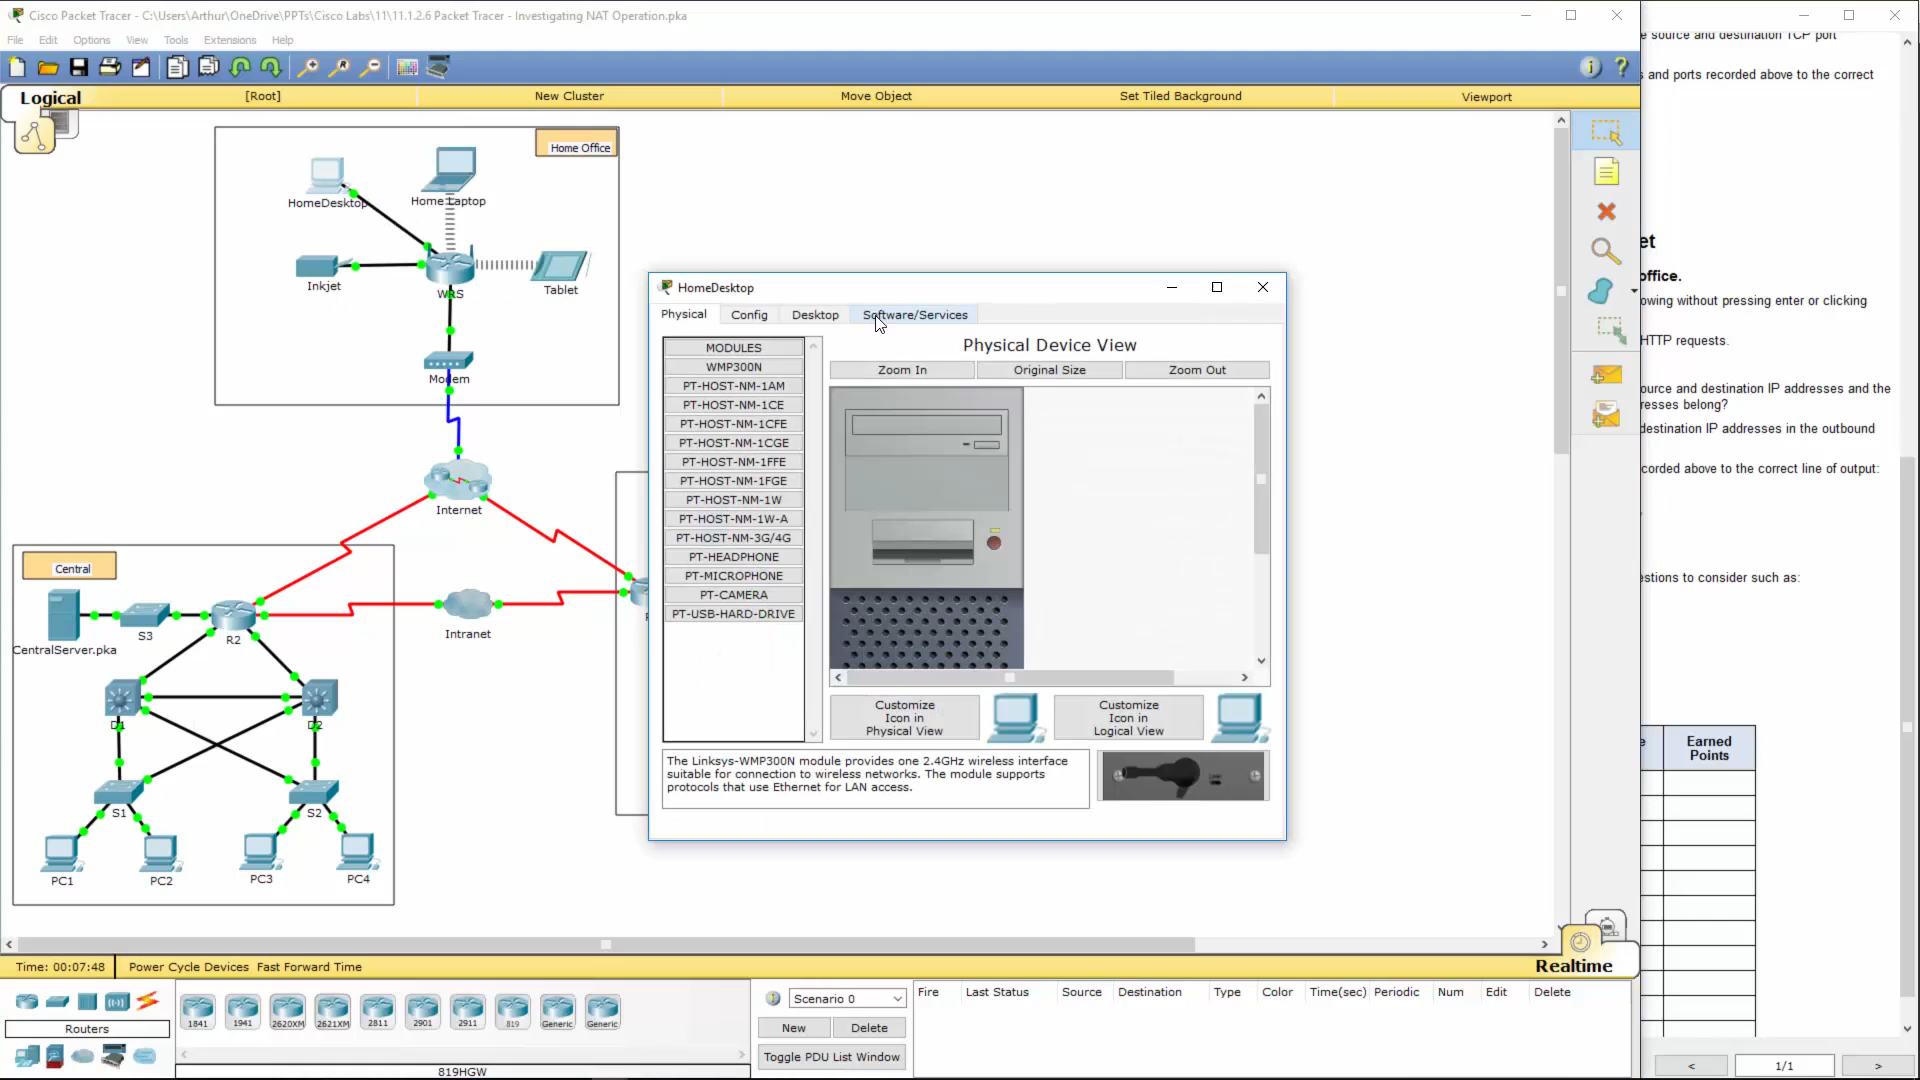 Cisco Packet Tracer - C:\Users\Arthur\OneDrive\PPTs\Cisco Labs\11\11.1.2.6 Packet Tracer - Investigating NAT Operation.pka
File Edit Options View Tools Extensions Help
Logical [Root] New Cluster Move Object Set Tiled Background Viewport
Home Office
HomeDesktop
Home Laptop
Inkjet
WRS
Tablet
Modem
Internet
Central
CentralServer.pka
S3
R2
Intranet
D1
D2
S1
S2
PC1
PC2
PC3
PC4
HomeDesktop
Physical Config Desktop Software/Services
MODULES
WMP300N
PT-HOST-NM-1AM
PT-HOST-NM-1CE
PT-HOST-NM-1CFE
PT-HOST-NM-1CGE
PT-HOST-NM-1FFE
PT-HOST-NM-1FGE
PT-HOST-NM-1W
PT-HOST-NM-1W-A
PT-HOST-NM-3G/4G
PT-HEADPHONE
PT-MICROPHONE
PT-CAMERA
PT-USB-HARD-DRIVE
Physical Device View
Zoom In Original Size Zoom Out
Customize
Icon in
Physical View
Customize
Icon in
Logical View
The Linksys-WMP300N module provides one 2.4GHz wireless interface
suitable for connection to wireless networks. The module supports
protocols that use Ethernet for LAN access.
e source and destination TCP port
s and ports recorded above to the correct
et
office.
owing without pressing enter or clicking
HTTP requests.
ource and destination IP addresses and the
resses belong?
destination IP addresses in the outbound
corded above to the correct line of output:
estions to consider such as:
e
Earned
Points
< 1/1 >
Time: 00:07:48 Power Cycle Devices Fast Forward Time
Realtime
Routers
1841 1941 2620XM 2621XM 2811 2901 2911 819 Generic Generic
819HGW
Scenario 0
New Delete
Toggle PDU List Window
Fire Last Status Source Destination Type Color Time(sec) Periodic Num Edit Delete